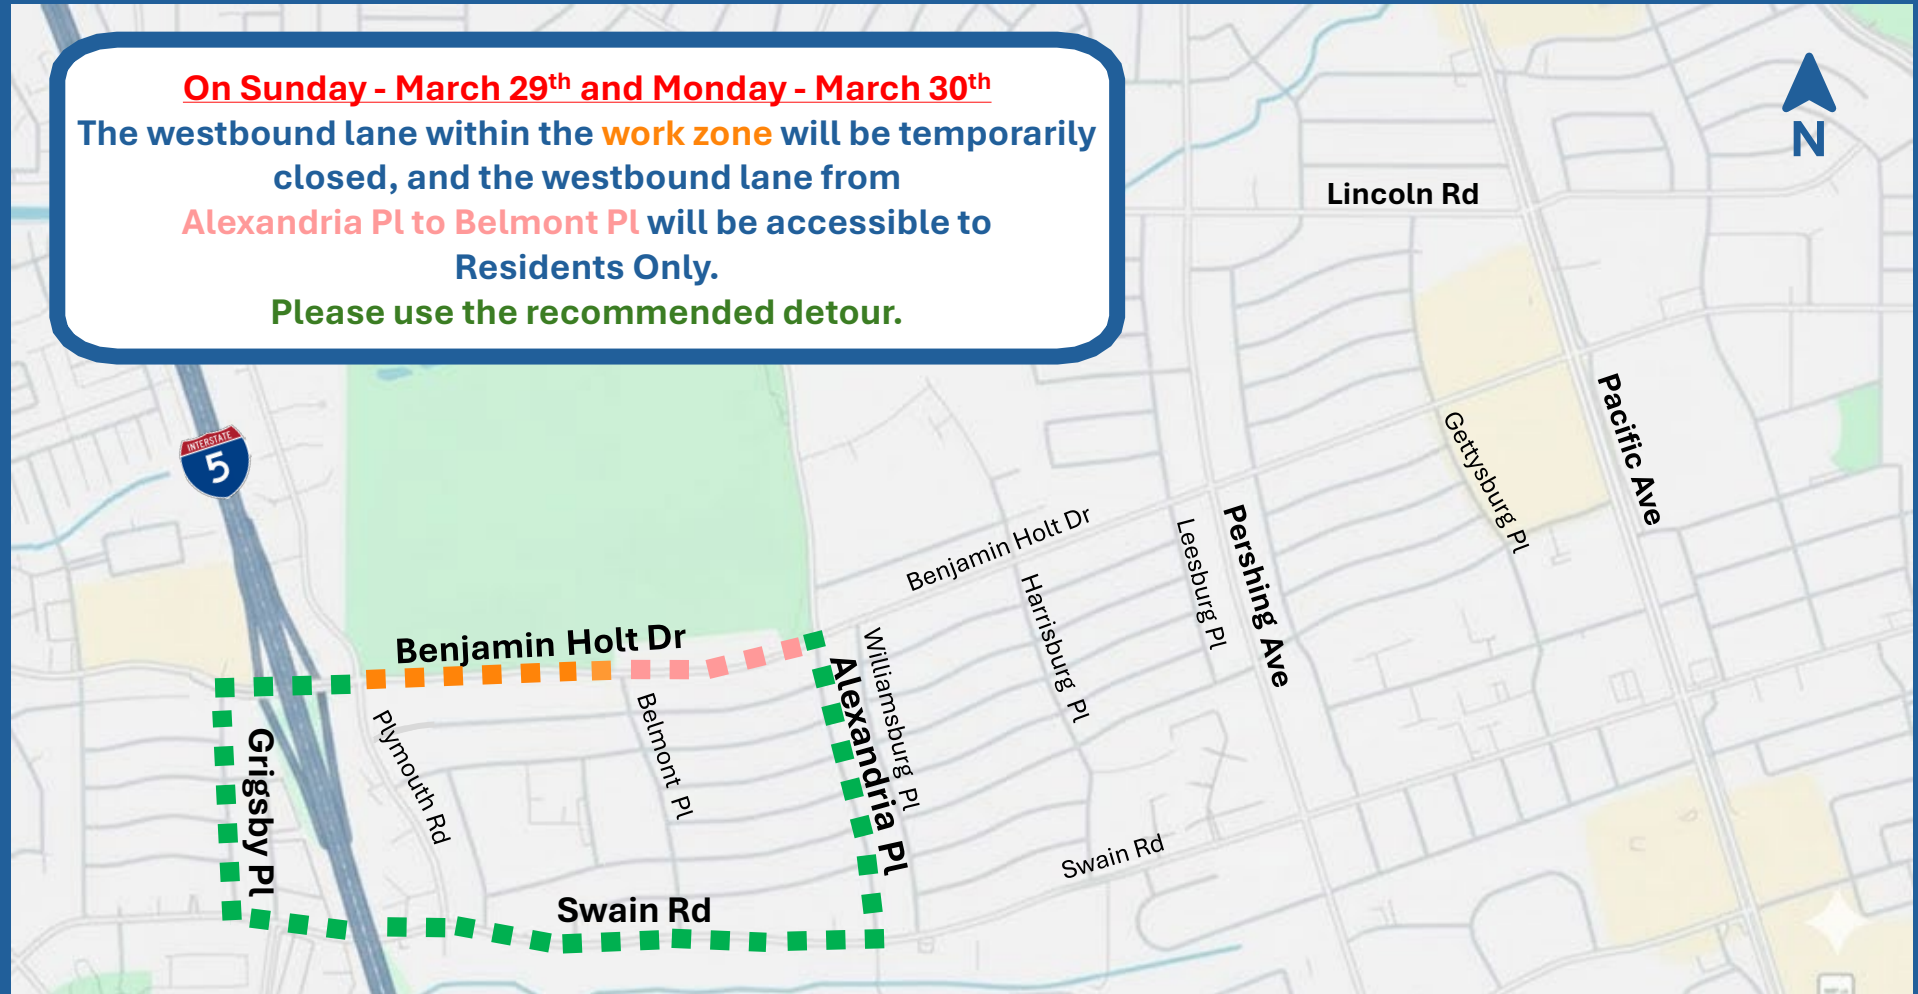 On Sunday - March 29th and Monday - March 30th
The westbound lane within the work zone will be temporarily
closed, and the westbound lane from
Alexandria Pl to Belmont Pl will be accessible to
Residents Only.
Please use the recommended detour.
N
Lincoln Rd
Pacific Ave
Gettysburg Pl
INTERSTATE
5
Benjamin Holt Dr
Leesburg Pl
Pershing Ave
Harrisburg Pl
Benjamin Holt Dr
Williamsburg Pl
Alexandria Pl
Belmont Pl
Plymouth Rd
Grigsby Pl
Swain Rd
Swain Rd